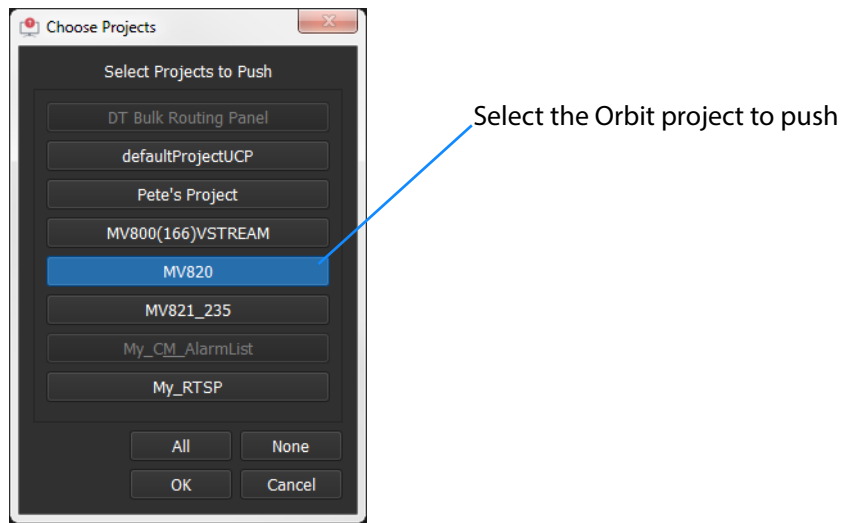 Choose Projects
Select Projects to Push
DT Bulk Routing Panel
Select the Orbit project to push
defaultProjectUCP
Pete's Project
MV800(166)VSTREAM
MV820
MV821_235
My_CM_AlarmList
My_RTSP
All
None
OK
Cancel